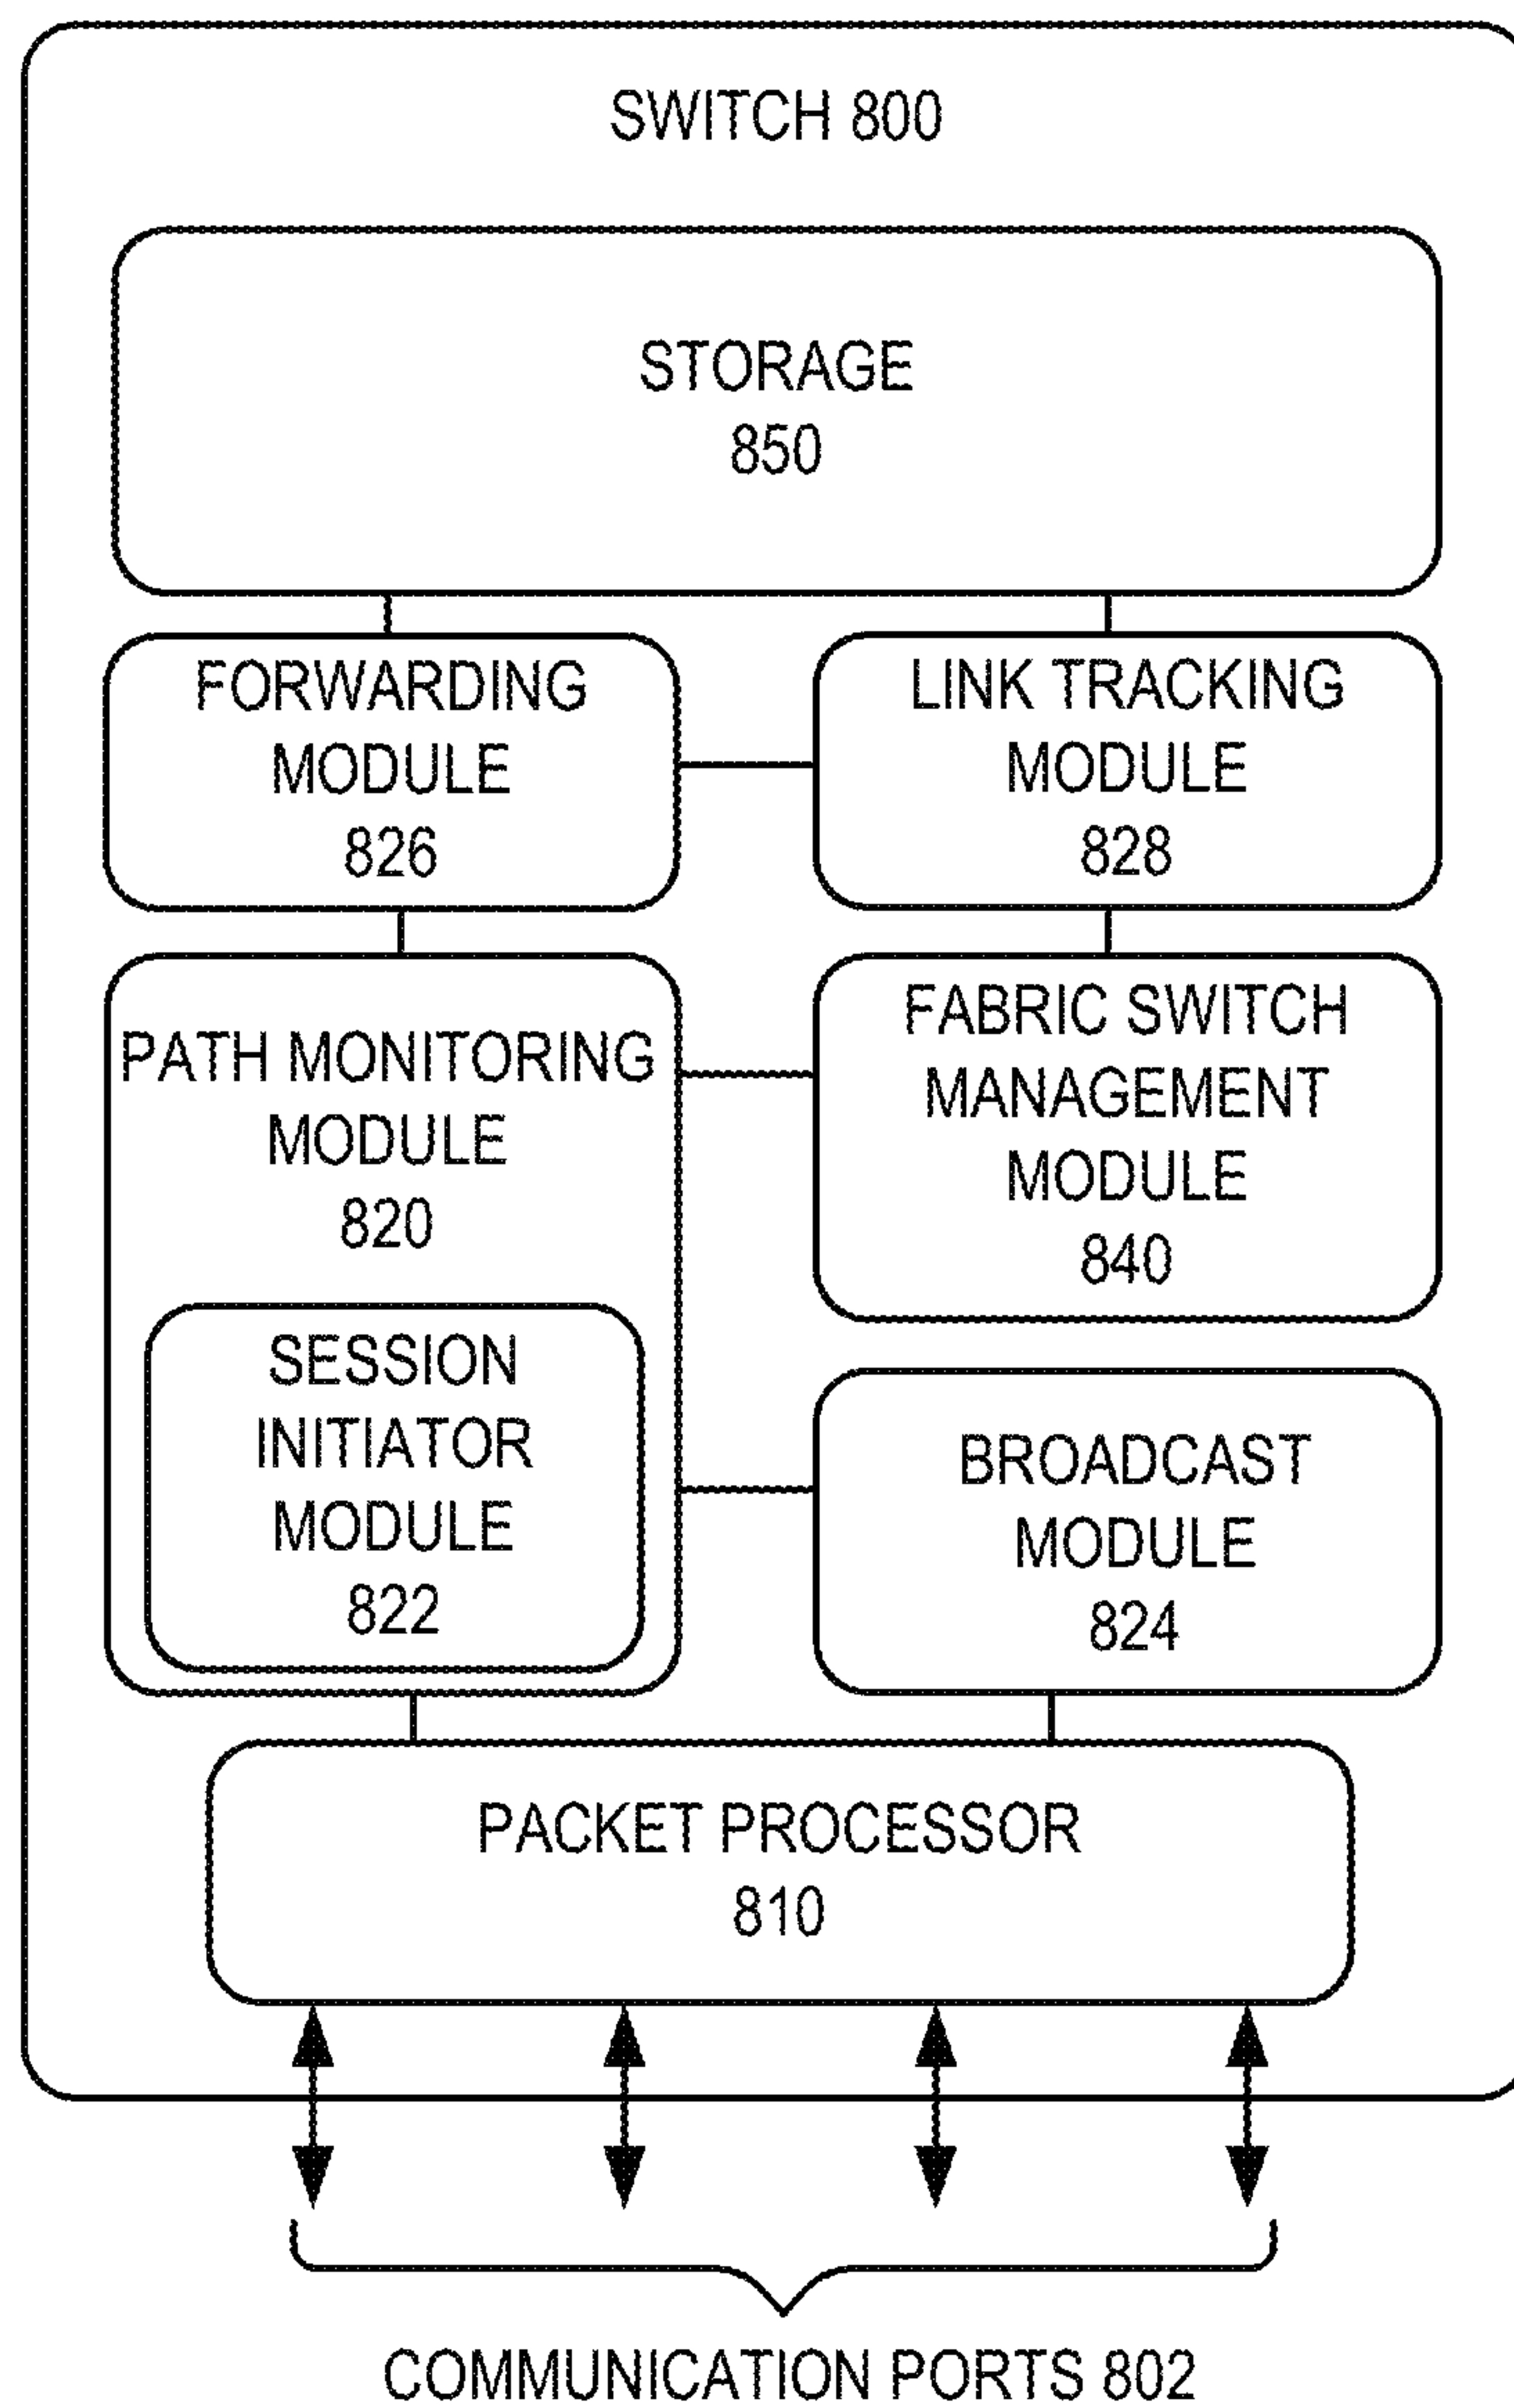 SWITCH 800
STORAGE
850
FORWARDING
MODULE
826
LINK TRACKING
MODULE
828
PATH MONITORING
MODULE
820
FABRIC SWITCH
MANAGEMENT
MODULE
840
SESSION
INITIATOR
MODULE
822
BROADCAST
MODULE
824
PACKET PROCESSOR
810
COMMUNICATION PORTS 802